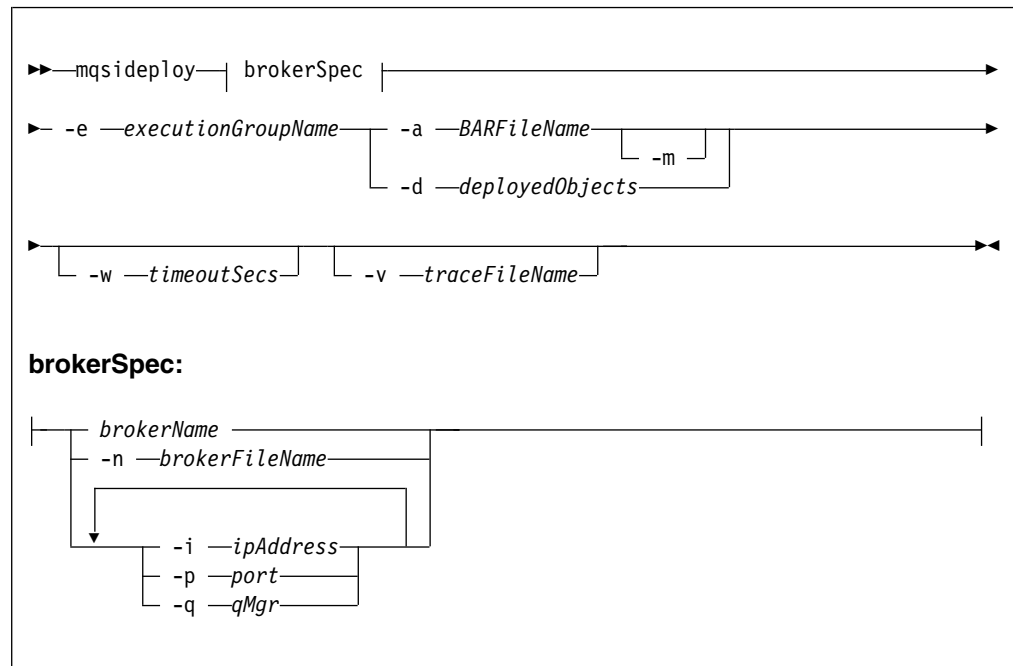 mqsideploy brokerSpec
-e executionGroupName -a BARFileName
-m
-d deployedObjects
-w timeoutSecs -v traceFileName
brokerSpec:
brokerName
-n brokerFileName
-i ipAddress
-p port
-q qMgr